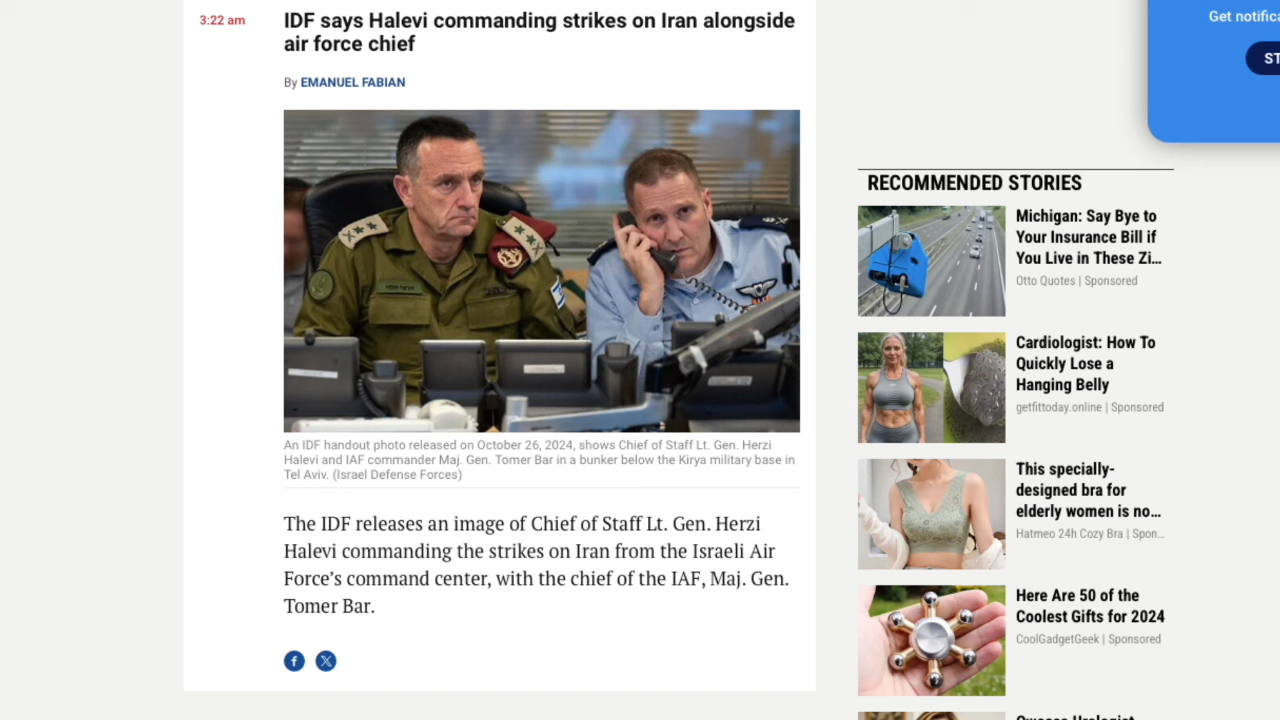 3:22 am
IDF says Halevi commanding strikes on Iran alongside
air force chief
By EMANUEL FABIAN
An IDF handout photo released on October 26, 2024, shows Chief of Staff Lt. Gen. Herzi
Halevi and IAF commander Maj. Gen. Tomer Bar in a bunker below the Kirya military base in
Tel Aviv. (Israel Defense Forces)
The IDF releases an image of Chief of Staff Lt. Gen. Herzi
Halevi commanding the strikes on Iran from the Israeli Air
Force’s command center, with the chief of the IAF, Maj. Gen.
Tomer Bar.
Get notifica
ST
RECOMMENDED STORIES
Michigan: Say Bye to
Your Insurance Bill if
You Live in These Zi...
Otto Quotes | Sponsored
Cardiologist: How To
Quickly Lose a
Hanging Belly
getfittoday.online | Sponsored
This specially-
designed bra for
elderly women is no...
Hatmeo 24h Cozy Bra | Spon...
Here Are 50 of the
Coolest Gifts for 2024
CoolGadgetGeek | Sponsored